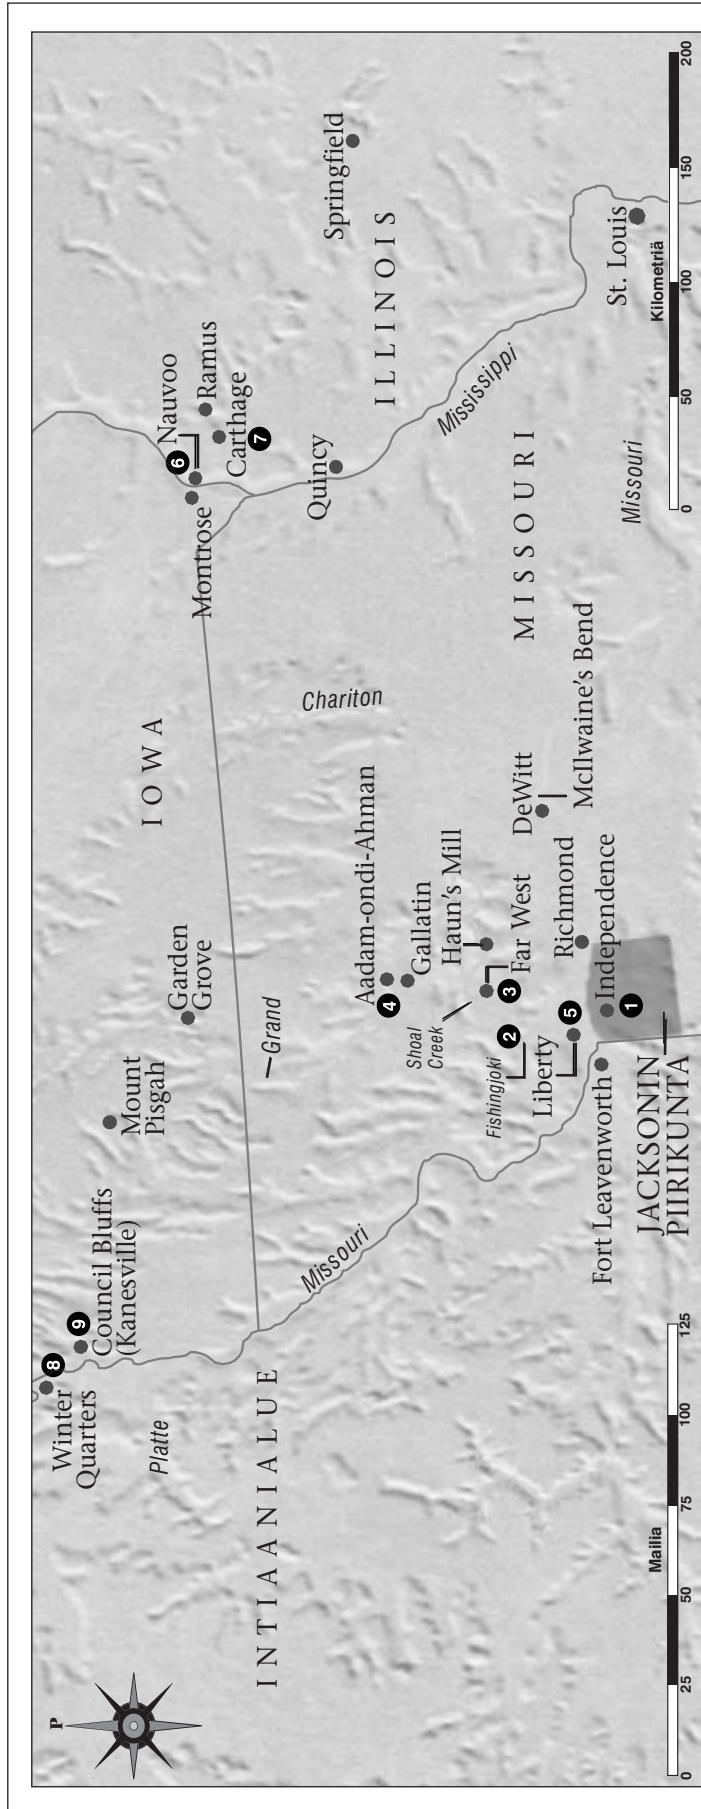 P
Winter
Quarters
8
9
Council Bluffs
(Kanesville)
Platte
Mount
Pisgah
Garden
Grove
IOWA
Montrose
6
Nauvoo
Ramus
Carthage
7
Springfield
ILLINOIS
Quincy
Mississippi
INTIAANIALUE
Missouri
Grand
Chariton
Aadam-ondi-Ahman
4
Gallatin
Haun's Mill
Shoal
Creek
3
Far West
Fishingjoki
2
DeWitt
McIlwaine's Bend
MISSOURI
Liberty
5
Richmond
Independence
1
Fort Leavenworth
JACKSONIN
PIIRIKUNTA
Missouri
St. Louis
Mailia
0 25 50 75 100 125
Kilometriä
0 50 100 150 200